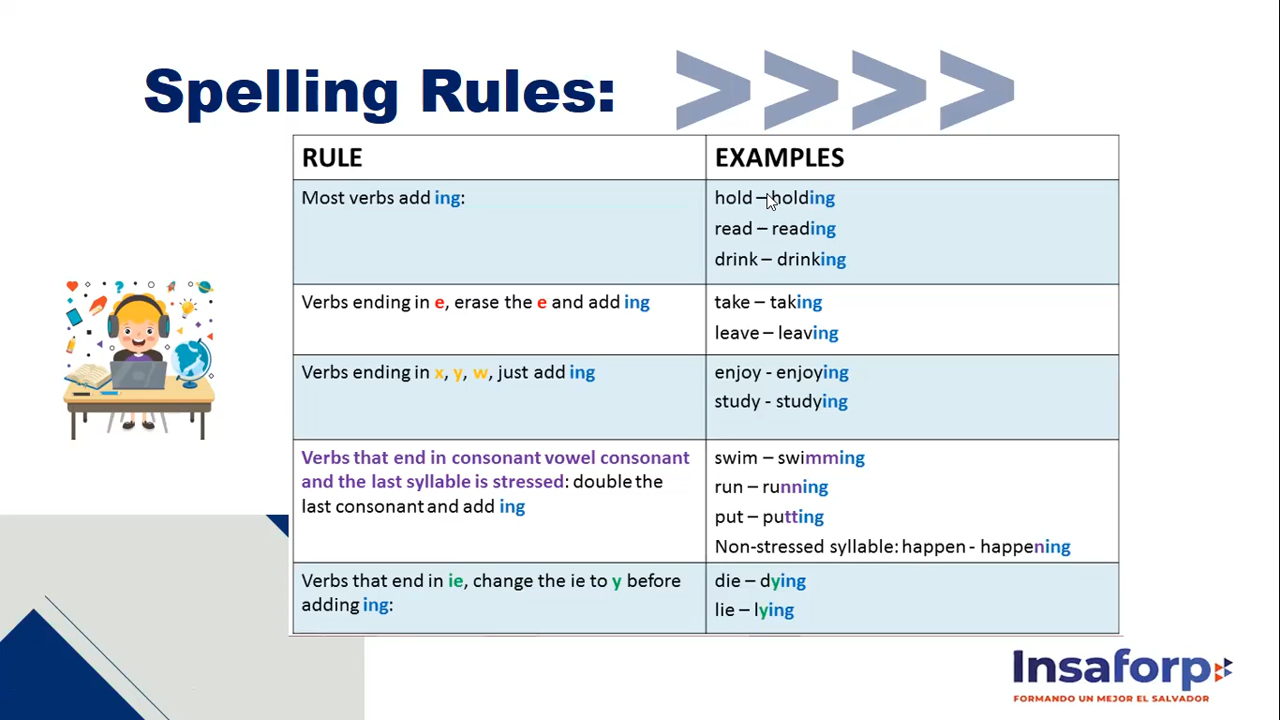 Spelling Rules: >>>>
RULE
EXAMPLES
Most verbs add ing:
hold – holding
read – reading
drink – drinking
Verbs ending in e, erase the e and add ing
take – taking
leave – leaving
Verbs ending in x, y, w, just add ing
enjoy - enjoying
study - studying
Verbs that end in consonant vowel consonant
and the last syllable is stressed: double the
last consonant and add ing
swim – swimming
run – running
put – putting
Non-stressed syllable: happen - happening
Verbs that end in ie, change the ie to y before
adding ing:
die – dying
lie – lying
Insaforp
FORMANDO UN MEJOR EL SALVADOR